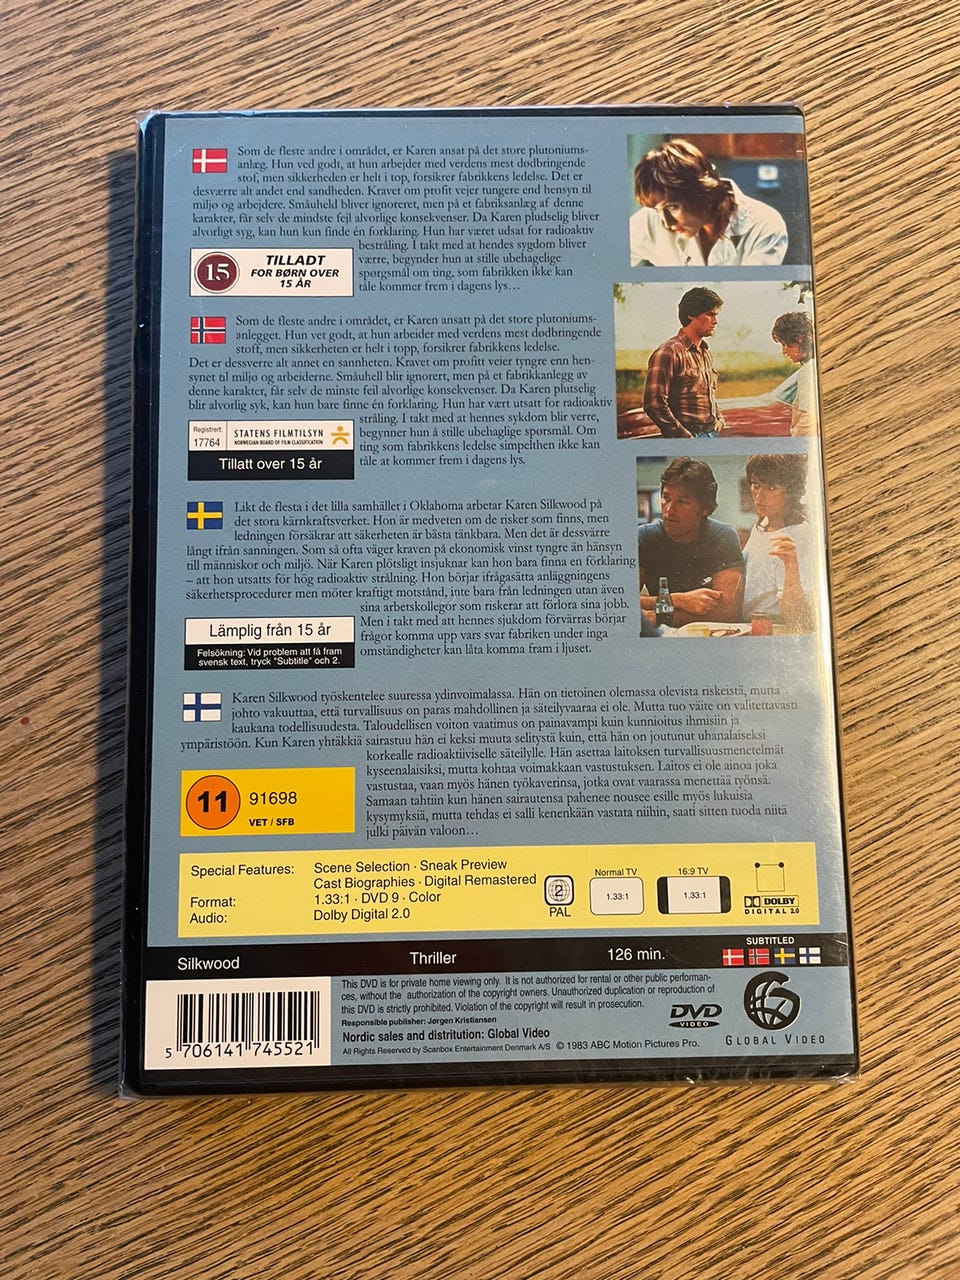 Som de fleste andre i området, er Karen ansat på det store plutoniums-
anlæg. Hun ved godt, at hun arbejder med verdens mest dødbringende
stof, men sikkerheden er helt i top, forsikrer fabrikkens ledelse. Det er
desværre alt andet end sandheden. Kravet om profit vejer tungere end hensyn til
miljø og arbejdere. Småuheld bliver ignoreret, men på et fabriksanlæg af denne
karakter, får selv de mindste fejl alvorlige konsekvenser. Da Karen pludselig bliver
alvorligt syg, kan hun kun finde én forklaring. Hun har været udsat for radioaktiv
bestråling. I takt med at hendes sygdom bliver
værre, begynder hun at stille ubehagelige
spørgsmål om ting, som fabrikken ikke kan
tåle kommer frem i dagens lys...
15
TILLADT
FOR BØRN OVER
15 ÅR
Som de fleste andre i området, er Karen ansatt på det store plutoniums-
anlegget. Hun vet godt, at hun arbeider med verdens mest dødbringende
stoff, men sikkerheten er helt i topp, forsikrer fabrikkens ledelse.
Det er dessverre alt annet en sannheten. Kravet om profitt veier tyngre enn hen-
synet til miljø og arbeiderne. Småuhell blir ignorert, men på et fabrikkanlegg av
denne karakter, får selv de minste feil alvorlige konsekvenser. Da Karen plutselig
blir alvorlig syk, kan hun bare finne én forklaring. Hun har vært utsatt for radioaktiv
stråling. I takt med at hennes sykdom blir verre,
begynner hun å stille ubehaglige spørsmål. Om
ting som fabrikkens ledelse simpelthen ikke kan
tåle at kommer frem i dagens lys.
Registrert:
17764
STATENS FILMTILSYN
NORWEGIAN BOARD OF FILM CLASSIFICATION
Tillatt over 15 år
Likt de flesta i det lilla samhället i Oklahoma arbetar Karen Silkwood på
det stora kärnkraftsverket. Hon är medveten om de risker som finns, men
ledningen försäkrar att säkerheten är bästa tänkbara. Men det är dessvärre
långt ifrån sanningen. Som så ofta väger kraven på ekonomisk vinst tyngre än hänsyn
till människor och miljö. När Karen plötsligt insjuknar kan hon bara finna en förklaring
– att hon utsatts för hög radioaktiv strålning. Hon börjar ifrågasätta anläggningens
säkerhetsprocedurer men möter kraftigt motstånd, inte bara från ledningen utan även
sina arbetskollegor som riskerar att förlora sina jobb.
Men i takt med att hennes sjukdom förvärras börjar
frågor komma upp vars svar fabriken under inga
omständigheter kan låta komma fram i ljuset.
Lämplig från 15 år
Felsökning: Vid problem att få fram
svensk text, tryck "Subtitle" och 2.
Karen Silkwood työskentelee suuressa ydinvoimalassa. Hän on tietoinen olemassa olevista riskeistä, mutta
johto vakuuttaa, että turvallisuus on paras mahdollinen ja säteilyvaaraa ei ole. Mutta tuo väite on valitettavasti
kaukana todellisuudesta. Taloudellisen voiton vaatimus on painavampi kuin kunnioitus ihmisiin ja
ympäristöön. Kun Karen yhtäkkiä sairastuu hän ei keksi muuta selitystä kuin, että hän on joutunut uhanalaiseksi
korkealle radioaktiiviselle säteilylle. Hän asettaa laitoksen turvallisuusmenetelmät
kyseenalaisiksi, mutta kohtaa voimakkaan vastustuksen. Laitos ei ole ainoa joka
vastustaa, vaan myös hänen työkaverinsa, jotka ovat vaarassa menettää työnsä.
Samaan tahtiin kun hänen sairautensa pahenee nousee esille myös lukuisia
kysymyksiä, mutta tehdas ei salli kenenkään vastata niihin, saati sitten tuoda niitä
julki päivän valoon...
11
91698
VET / SFB
Special Features: Scene Selection · Sneak Preview
Cast Biographies · Digital Remastered
Format: 1.33:1 · DVD 9 · Color
Audio: Dolby Digital 2.0
2
PAL
Normal TV
1.33:1
16:9 TV
1.33:1
DOLBY
DIGITAL 2.0
Silkwood Thriller 126 min.
SUBTITLED
This DVD is for private home viewing only. It is not authorized for rental or other public performan-
ces, without the authorization of the copyright owners. Unauthorized duplication or reproduction of
this DVD is strictly prohibited. Violation of the copyright will result in prosecution.
Responsible publisher: Jørgen Kristiansen
Nordic sales and distritution: Global Video
All Rights Reserved by Scanbox Entertainment Denmark A/S © 1983 ABC Motion Pictures Pro.
DVD
VIDEO
GLOBAL VIDEO
5 706141 745521